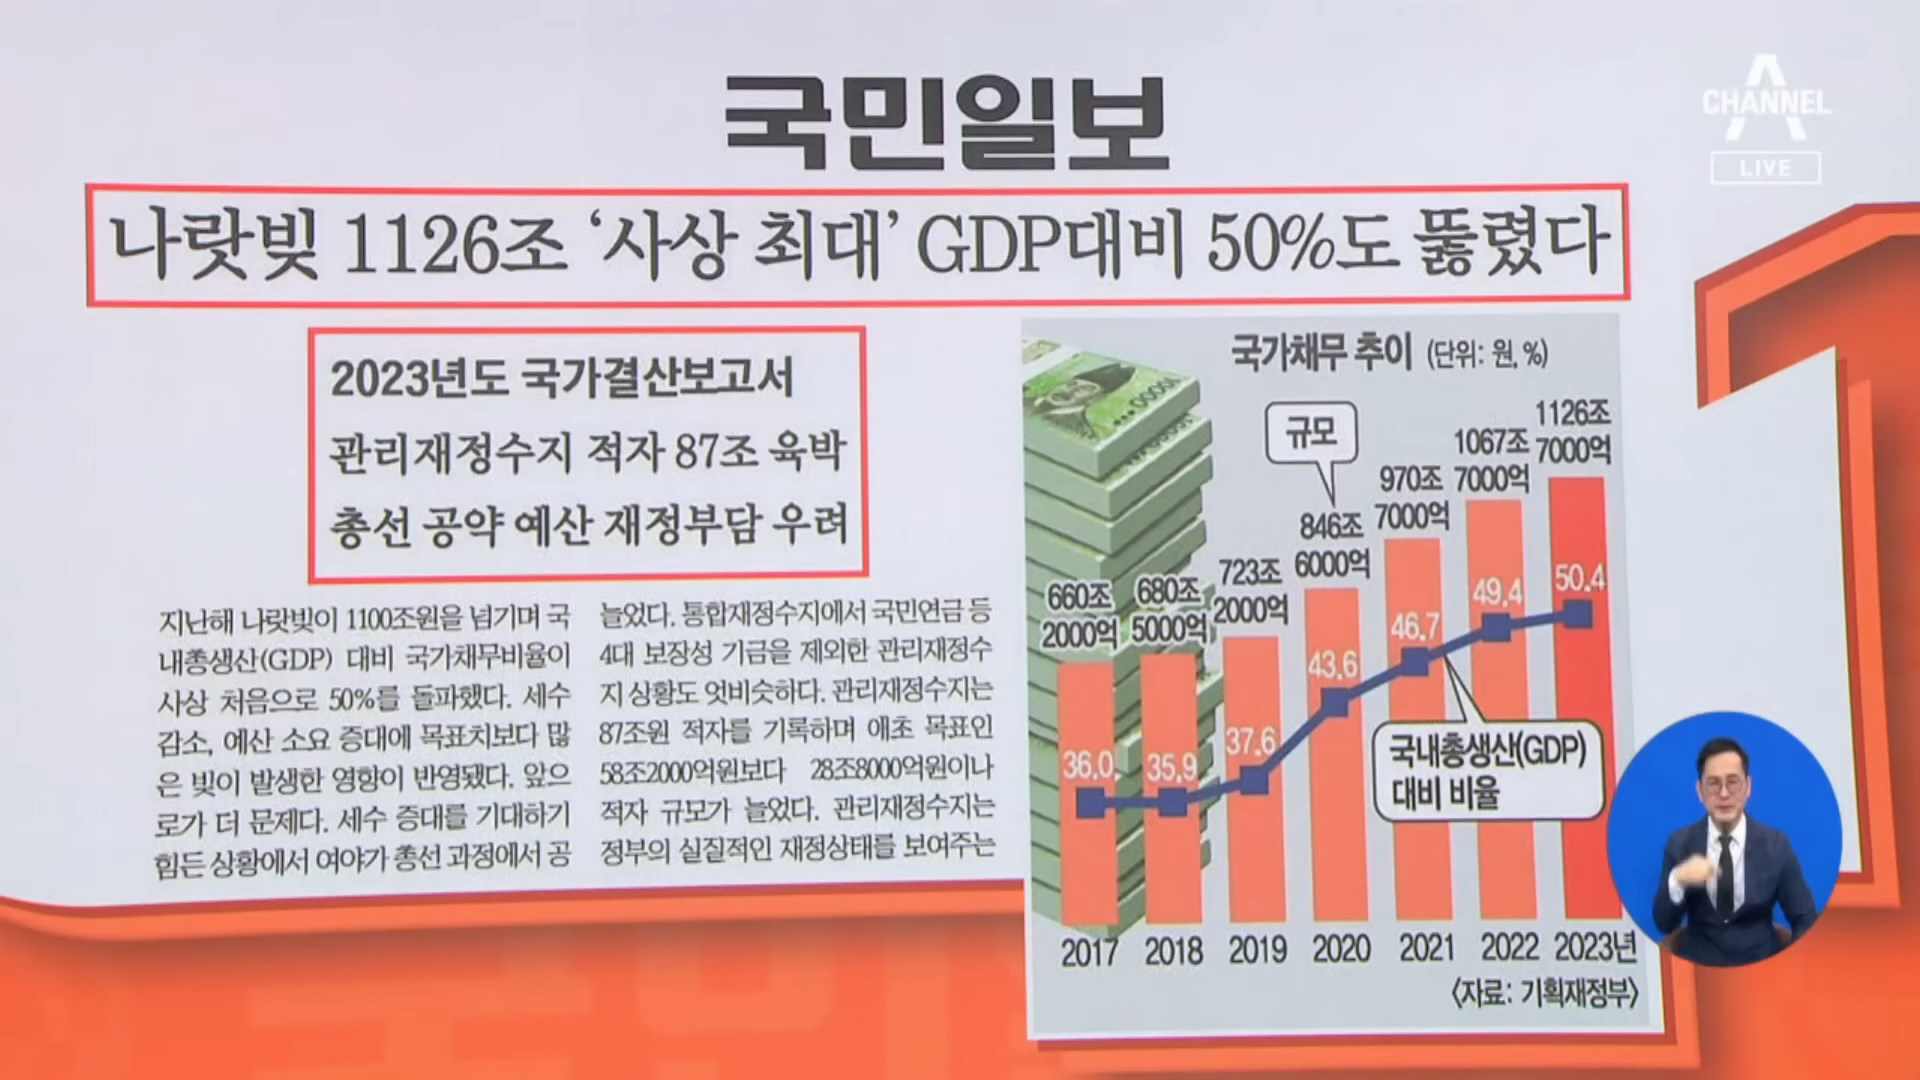 국민일보
CHANNEL A
LIVE
나랏빚 1126조 ‘사상 최대’ GDP대비 50%도 뚫렸다
2023년도 국가결산보고서
관리재정수지 적자 87조 육박
총선 공약 예산 재정부담 우려
지난해 나랏빚이 1100조원을 넘기며 국
내총생산(GDP) 대비 국가채무비율이
사상 처음으로 50%를 돌파했다. 세수
감소, 예산 소요 증대에 목표치보다 많
은 빚이 발생한 영향이 반영됐다. 앞으
로가 더 문제다. 세수 증대를 기대하기
힘든 상황에서 여야가 총선 과정에서 공
늘었다. 통합재정수지에서 국민연금 등
4대 보장성 기금을 제외한 관리재정수
지 상황도 엇비슷하다. 관리재정수지는
87조원 적자를 기록하며 애초 목표인
58조2000억원보다 28조8000억원이나
적자 규모가 늘었다. 관리재정수지는
정부의 실질적인 재정상태를 보여주는
국가채무 추이 (단위: 원, %)
규모
660조
2000억
680조
5000억
723조
2000억
846조
6000억
970조
7000억
1067조
7000억
1126조
7000억
36.0
35.9
37.6
43.6
46.7
49.4
50.4
국내총생산(GDP)
대비 비율
2017 2018 2019 2020 2021 2022 2023년
〈자료: 기획재정부〉
10000